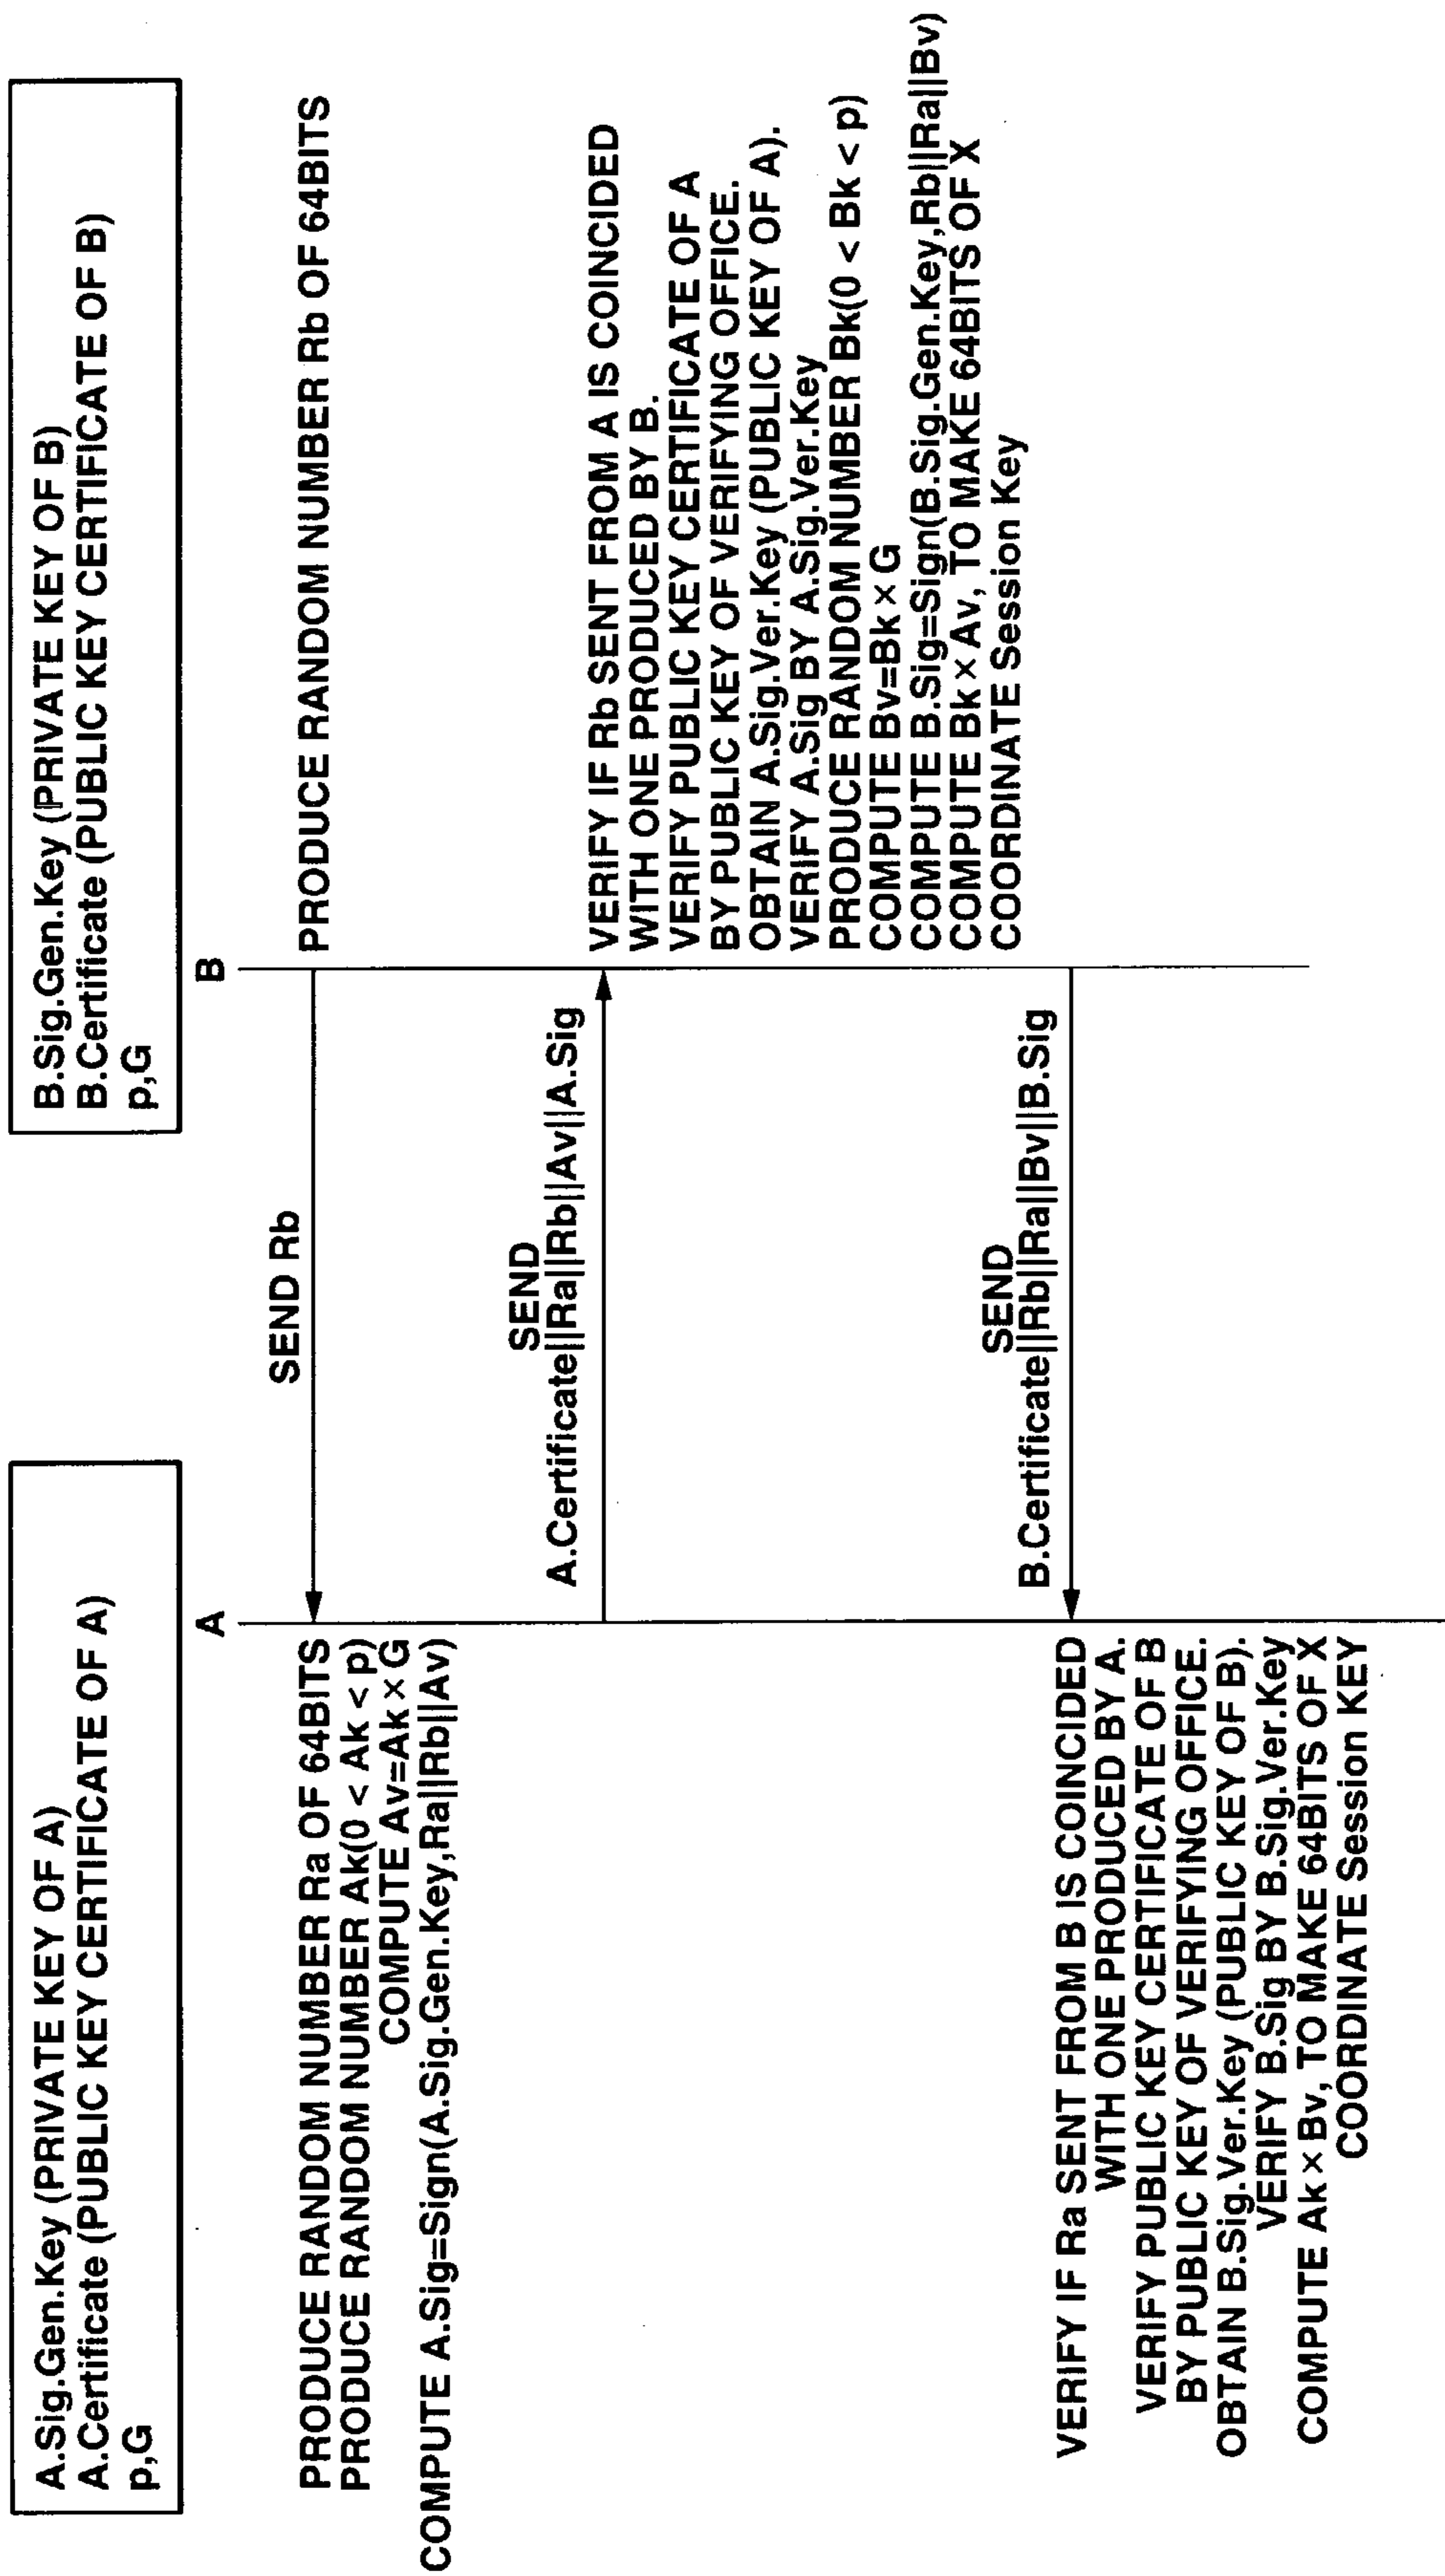 A.Sig.Gen.Key (PRIVATE KEY OF A)
A.Certificate (PUBLIC KEY CERTIFICATE OF A)
p,G
B.Sig.Gen.Key (PRIVATE KEY OF B)
B.Certificate (PUBLIC KEY CERTIFICATE OF B)
p,G
A
B
SEND Rb
PRODUCE RANDOM NUMBER Rb OF 64BITS
PRODUCE RANDOM NUMBER Ra OF 64BITS
PRODUCE RANDOM NUMBER Ak(0 < Ak < p)
COMPUTE Av=Ak × G
COMPUTE A.Sig=Sign(A.Sig.Gen.Key,Ra||Rb||Av)
SEND
A.Certificate||Ra||Rb||Av||A.Sig
VERIFY IF Rb SENT FROM A IS COINCIDED
WITH ONE PRODUCED BY B.
VERIFY PUBLIC KEY CERTIFICATE OF A
BY PUBLIC KEY OF VERIFYING OFFICE.
OBTAIN A.Sig.Ver.Key (PUBLIC KEY OF A).
VERIFY A.Sig BY A.Sig.Ver.Key
PRODUCE RANDOM NUMBER Bk(0 < Bk < p)
COMPUTE Bv=Bk × G
COMPUTE B.Sig=Sign(B.Sig.Gen.Key,Rb||Ra||Bv)
COMPUTE Bk × Av, TO MAKE 64BITS OF X
COORDINATE Session Key
SEND
B.Certificate||Rb||Ra||Bv||B.Sig
VERIFY IF Ra SENT FROM B IS COINCIDED
WITH ONE PRODUCED BY A.
VERIFY PUBLIC KEY CERTIFICATE OF B
BY PUBLIC KEY OF VERIFYING OFFICE.
OBTAIN B.Sig.Ver.Key (PUBLIC KEY OF B).
VERIFY B.Sig BY B.Sig.Ver.Key
COMPUTE Ak × Bv, TO MAKE 64BITS OF X
COORDINATE Session KEY